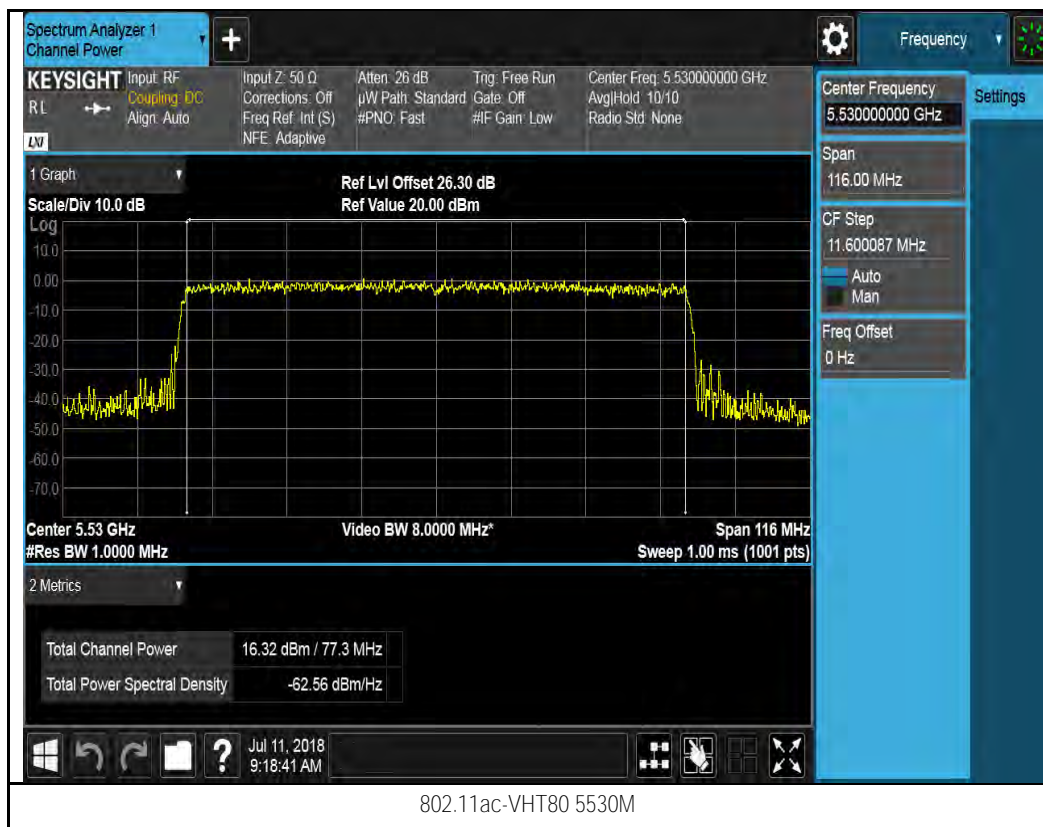 Spectrum Analyzer 1
Channel Power
+
Frequency
KEYSIGHT
R L
LXI
Input: RF
Coupling: DC
Align: Auto
Input Z: 50 Ω
Corrections: Off
Freq Ref: Int (S)
NFE: Adaptive
Atten: 26 dB
µW Path: Standard
#PNO: Fast
Trig: Free Run
Gate: Off
#IF Gain: Low
Center Freq: 5.530000000 GHz
Avg|Hold: 10/10
Radio Std: None
Center Frequency
5.530000000 GHz
Settings
Span
116.00 MHz
CF Step
11.600087 MHz
Auto
Man
Freq Offset
0 Hz
1 Graph
Scale/Div 10.0 dB
Ref Lvl Offset 26.30 dB
Ref Value 20.00 dBm
Log
10.0
0.00
-10.0
-20.0
-30.0
-40.0
-50.0
-60.0
-70.0
Center 5.53 GHz
#Res BW 1.0000 MHz
Video BW 8.0000 MHz*
Span 116 MHz
Sweep 1.00 ms (1001 pts)
2 Metrics
Total Channel Power 16.32 dBm / 77.3 MHz
Total Power Spectral Density -62.56 dBm/Hz
?
Jul 11, 2018
9:18:41 AM
802.11ac-VHT80 5530M